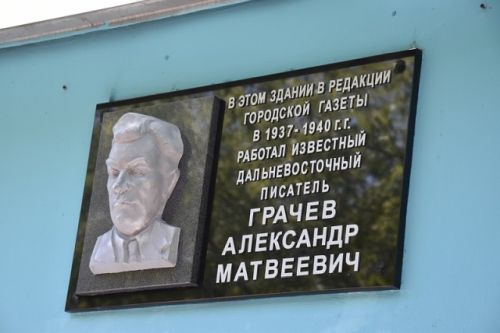 В ЭТОМ ЗДАНИИ В РЕДАКЦИИ
ГОРОДСКОЙ ГАЗЕТЫ
В 1937-1940 г.г.
РАБОТАЛ ИЗВЕСТНЫЙ
ДАЛЬНЕВОСТОЧНЫЙ
ПИСАТЕЛЬ
ГРАЧЕВ
АЛЕКСАНДР
МАТВЕЕВИЧ